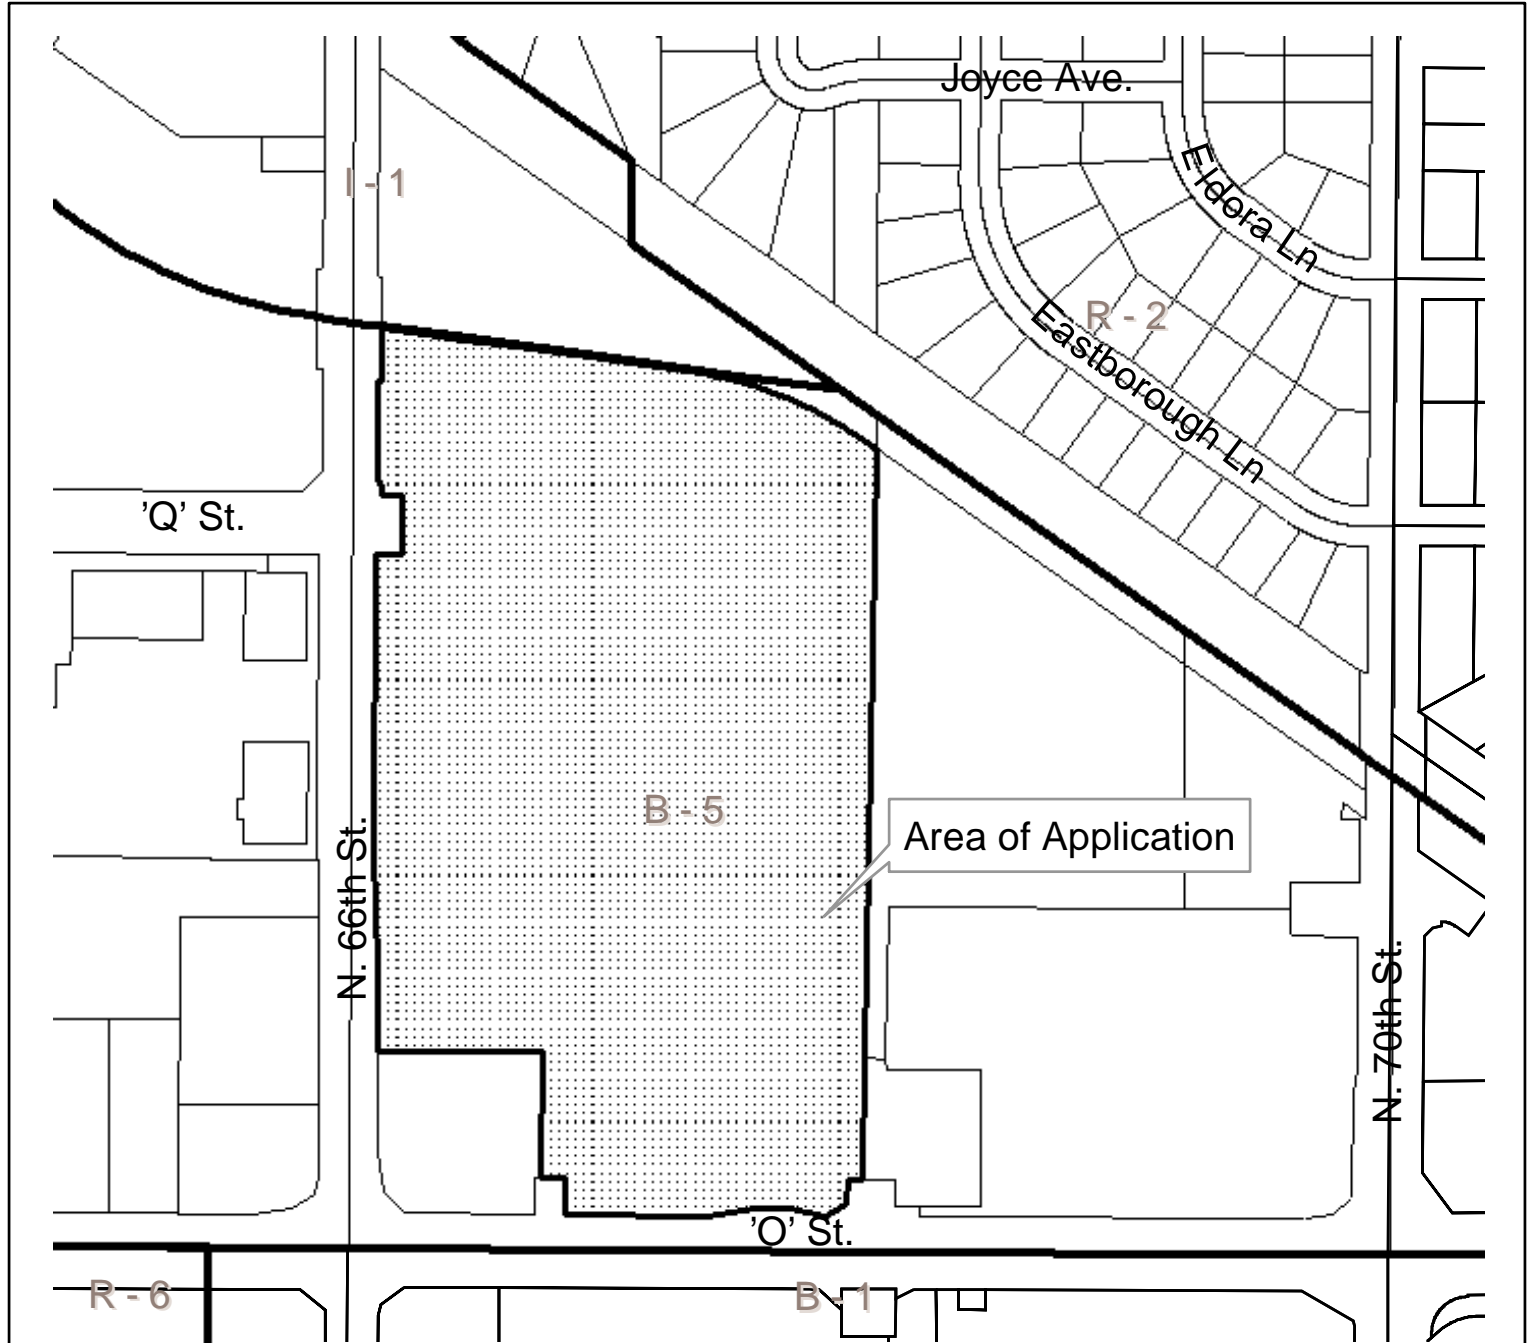 Joyce Ave.
I - 1
Eldora Ln
R - 2
Eastborough Ln
'Q' St.
B - 5
Area of Application
N. 66th St.
N. 70th St.
'O' St.
R - 6
B - 1